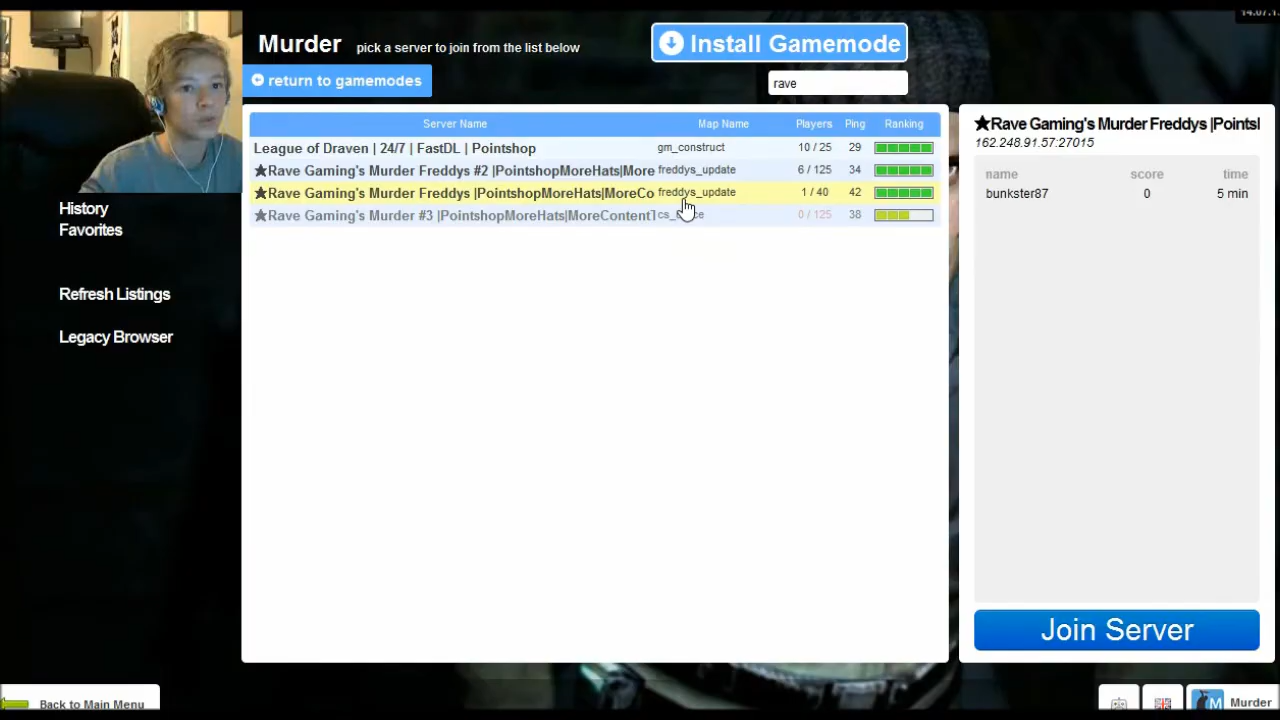 14.07.1
Murder pick a server to join from the list below
Install Gamemode
return to gamemodes
rave
Server Name Map Name Players Ping Ranking
League of Draven | 24/7 | FastDL | Pointshop gm_construct 10 / 25 29
★Rave Gaming's Murder Freddys #2 |PointshopMoreHats|More freddys_update 6 / 125 34
★Rave Gaming's Murder Freddys |PointshopMoreHats|MoreCo freddys_update 1 / 40 42
★Rave Gaming's Murder #3 |PointshopMoreHats|MoreContentT 0 / 125 38
★Rave Gaming's Murder Freddys |Points
162.248.91.57:27015
name score time
bunkster87 0 5 min
Join Server
History
Favorites
Refresh Listings
Legacy Browser
Back to Main Menu
M Murder